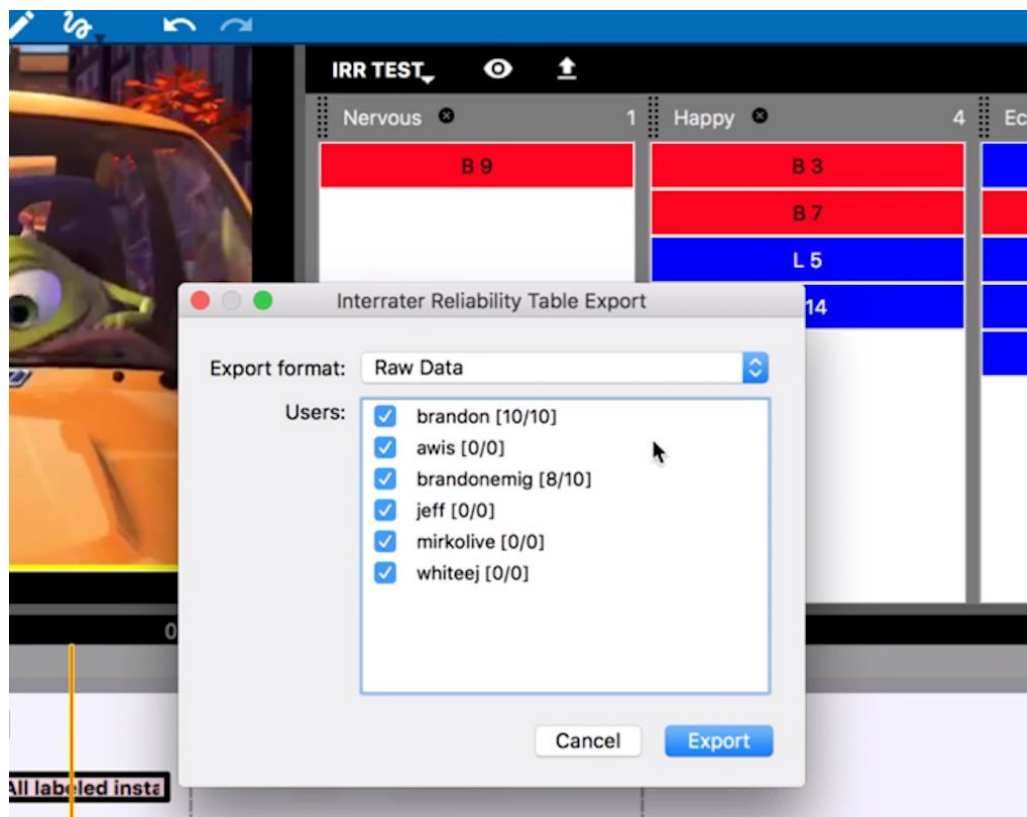 IRR TEST
Nervous 1 Happy 4 Ec
B 9 B 3
B 7
L 5
14
Interrater Reliability Table Export
Export format: Raw Data
Users:
brandon [10/10]
awis [0/0]
brandonemig [8/10]
jeff [0/0]
mirkolive [0/0]
whiteej [0/0]
0
Cancel Export
All labeled insta